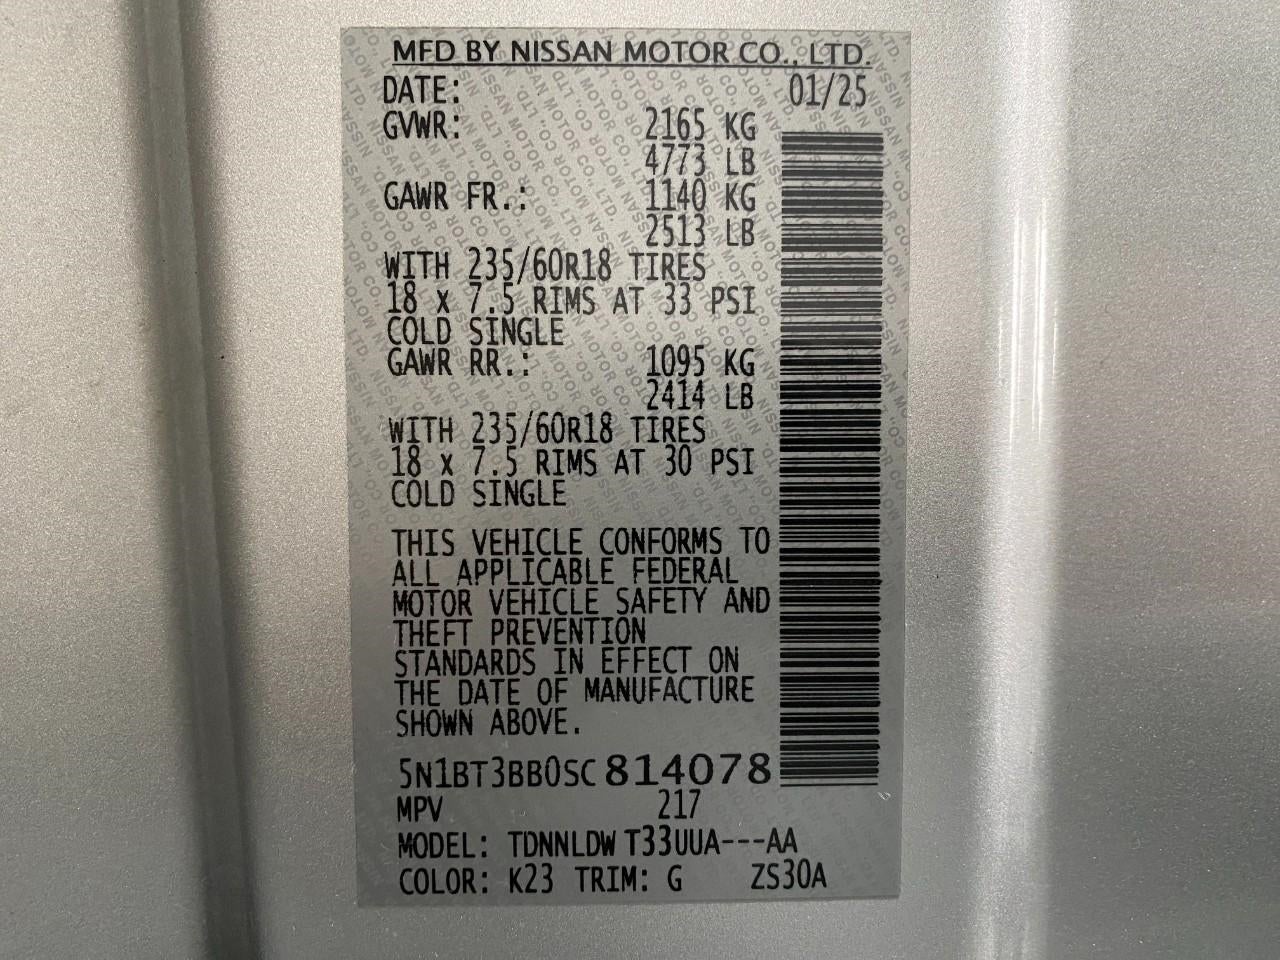 MFD BY NISSAN MOTOR CO., LTD.
DATE: 01/25
GVWR: 2165 KG
4773 LB
GAWR FR.: 1140 KG
2513 LB
WITH 235/60R18 TIRES
18 x 7.5 RIMS AT 33 PSI
COLD SINGLE
GAWR RR.: 1095 KG
2414 LB
WITH 235/60R18 TIRES
18 x 7.5 RIMS AT 30 PSI
COLD SINGLE
THIS VEHICLE CONFORMS TO
ALL APPLICABLE FEDERAL
MOTOR VEHICLE SAFETY AND
THEFT PREVENTION
STANDARDS IN EFFECT ON
THE DATE OF MANUFACTURE
SHOWN ABOVE.
5N1BT3BB0SC814078
MPV 217
MODEL: TDNNLDW T33UUA---AA
COLOR: K23 TRIM: G ZS30A